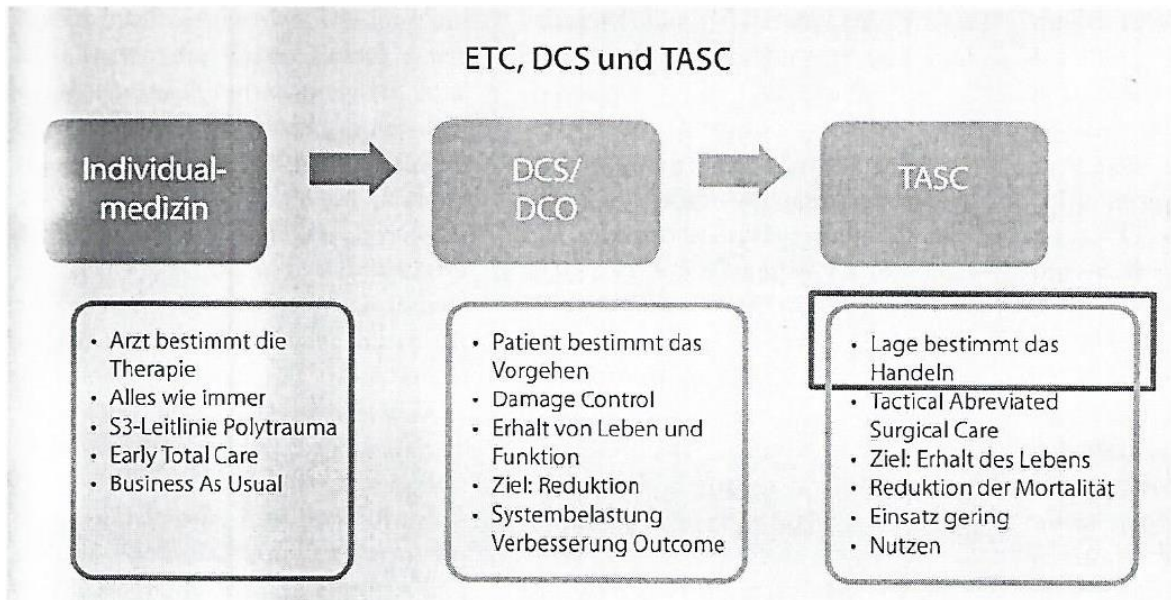 ETC, DCS und TASC
Individual-
medizin
DCS/
DCO
TASC
• Arzt bestimmt die
Therapie
• Alles wie immer
• S3-Leitlinie Polytrauma
• Early Total Care
• Business As Usual
• Patient bestimmt das
Vorgehen
• Damage Control
• Erhalt von Leben und
Funktion
• Ziel: Reduktion
• Systembelastung
Verbesserung Outcome
• Lage bestimmt das
Handeln
• Tactical Abreviated
Surgical Care
• Ziel: Erhalt des Lebens
• Reduktion der Mortalität
• Einsatz gering
• Nutzen